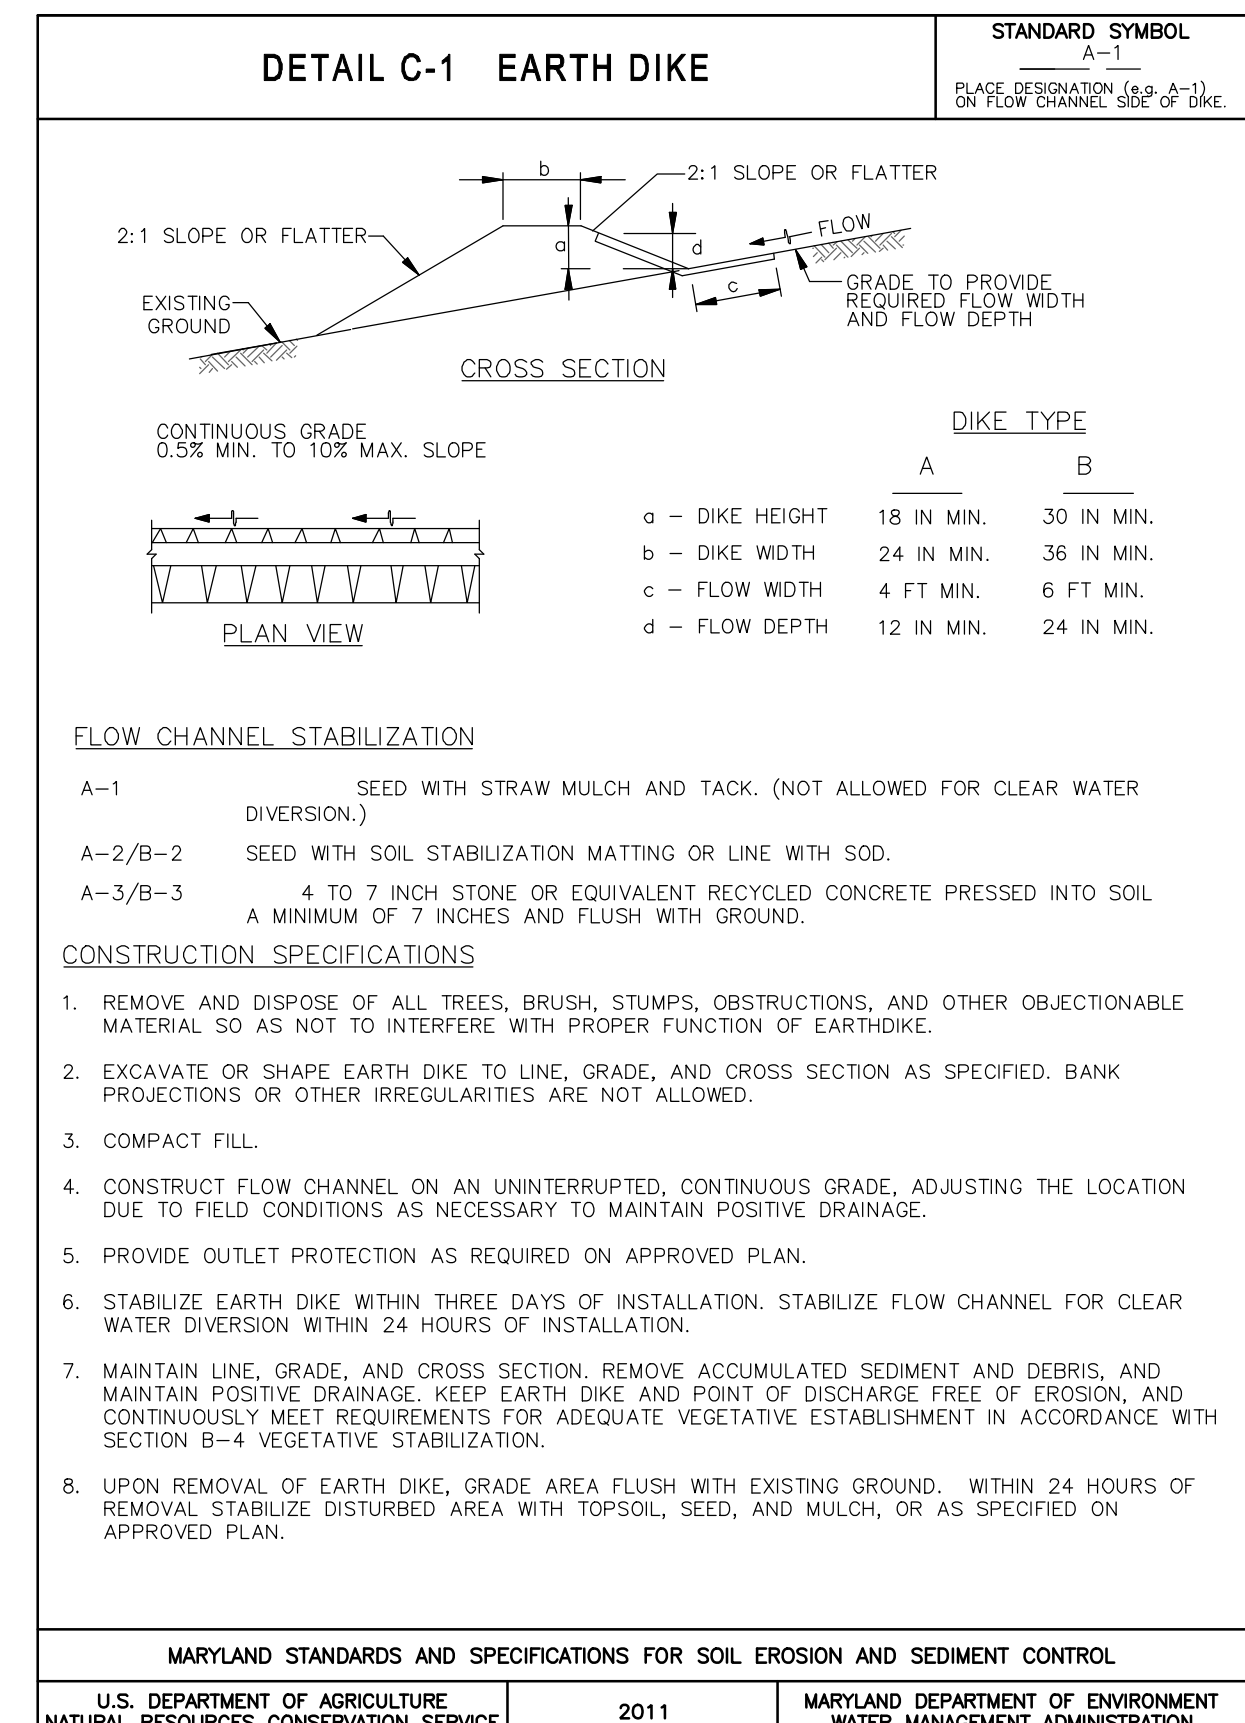 DETAIL C-1 EARTH DIKE
STANDARD SYMBOL
A-1
PLACE DESIGNATION (e.g. A-1)
ON FLOW CHANNEL SIDE OF DIKE.
b
2:1 SLOPE OR FLATTER
2:1 SLOPE OR FLATTER
FLOW
a
d
c
GRADE TO PROVIDE
REQUIRED FLOW WIDTH
AND FLOW DEPTH
EXISTING
GROUND
CROSS SECTION
CONTINUOUS GRADE
0.5% MIN. TO 10% MAX. SLOPE
PLAN VIEW
DIKE TYPE
A B
a - DIKE HEIGHT 18 IN MIN. 30 IN MIN.
b - DIKE WIDTH 24 IN MIN. 36 IN MIN.
c - FLOW WIDTH 4 FT MIN. 6 FT MIN.
d - FLOW DEPTH 12 IN MIN. 24 IN MIN.
FLOW CHANNEL STABILIZATION
A-1 SEED WITH STRAW MULCH AND TACK. (NOT ALLOWED FOR CLEAR WATER
DIVERSION.)
A-2/B-2 SEED WITH SOIL STABILIZATION MATTING OR LINE WITH SOD.
A-3/B-3 4 TO 7 INCH STONE OR EQUIVALENT RECYCLED CONCRETE PRESSED INTO SOIL
A MINIMUM OF 7 INCHES AND FLUSH WITH GROUND.
CONSTRUCTION SPECIFICATIONS
1. REMOVE AND DISPOSE OF ALL TREES, BRUSH, STUMPS, OBSTRUCTIONS, AND OTHER OBJECTIONABLE
MATERIAL SO AS NOT TO INTERFERE WITH PROPER FUNCTION OF EARTHDIKE.
2. EXCAVATE OR SHAPE EARTH DIKE TO LINE, GRADE, AND CROSS SECTION AS SPECIFIED. BANK
PROJECTIONS OR OTHER IRREGULARITIES ARE NOT ALLOWED.
3. COMPACT FILL.
4. CONSTRUCT FLOW CHANNEL ON AN UNINTERRUPTED, CONTINUOUS GRADE, ADJUSTING THE LOCATION
DUE TO FIELD CONDITIONS AS NECESSARY TO MAINTAIN POSITIVE DRAINAGE.
5. PROVIDE OUTLET PROTECTION AS REQUIRED ON APPROVED PLAN.
6. STABILIZE EARTH DIKE WITHIN THREE DAYS OF INSTALLATION. STABILIZE FLOW CHANNEL FOR CLEAR
WATER DIVERSION WITHIN 24 HOURS OF INSTALLATION.
7. MAINTAIN LINE, GRADE, AND CROSS SECTION. REMOVE ACCUMULATED SEDIMENT AND DEBRIS, AND
MAINTAIN POSITIVE DRAINAGE. KEEP EARTH DIKE AND POINT OF DISCHARGE FREE OF EROSION, AND
CONTINUOUSLY MEET REQUIREMENTS FOR ADEQUATE VEGETATIVE ESTABLISHMENT IN ACCORDANCE WITH
SECTION B-4 VEGETATIVE STABILIZATION.
8. UPON REMOVAL OF EARTH DIKE, GRADE AREA FLUSH WITH EXISTING GROUND. WITHIN 24 HOURS OF
REMOVAL STABILIZE DISTURBED AREA WITH TOPSOIL, SEED, AND MULCH, OR AS SPECIFIED ON
APPROVED PLAN.
MARYLAND STANDARDS AND SPECIFICATIONS FOR SOIL EROSION AND SEDIMENT CONTROL
U.S. DEPARTMENT OF AGRICULTURE
NATURAL RESOURCES CONSERVATION SERVICE
2011
MARYLAND DEPARTMENT OF ENVIRONMENT
WATER MANAGEMENT ADMINISTRATION